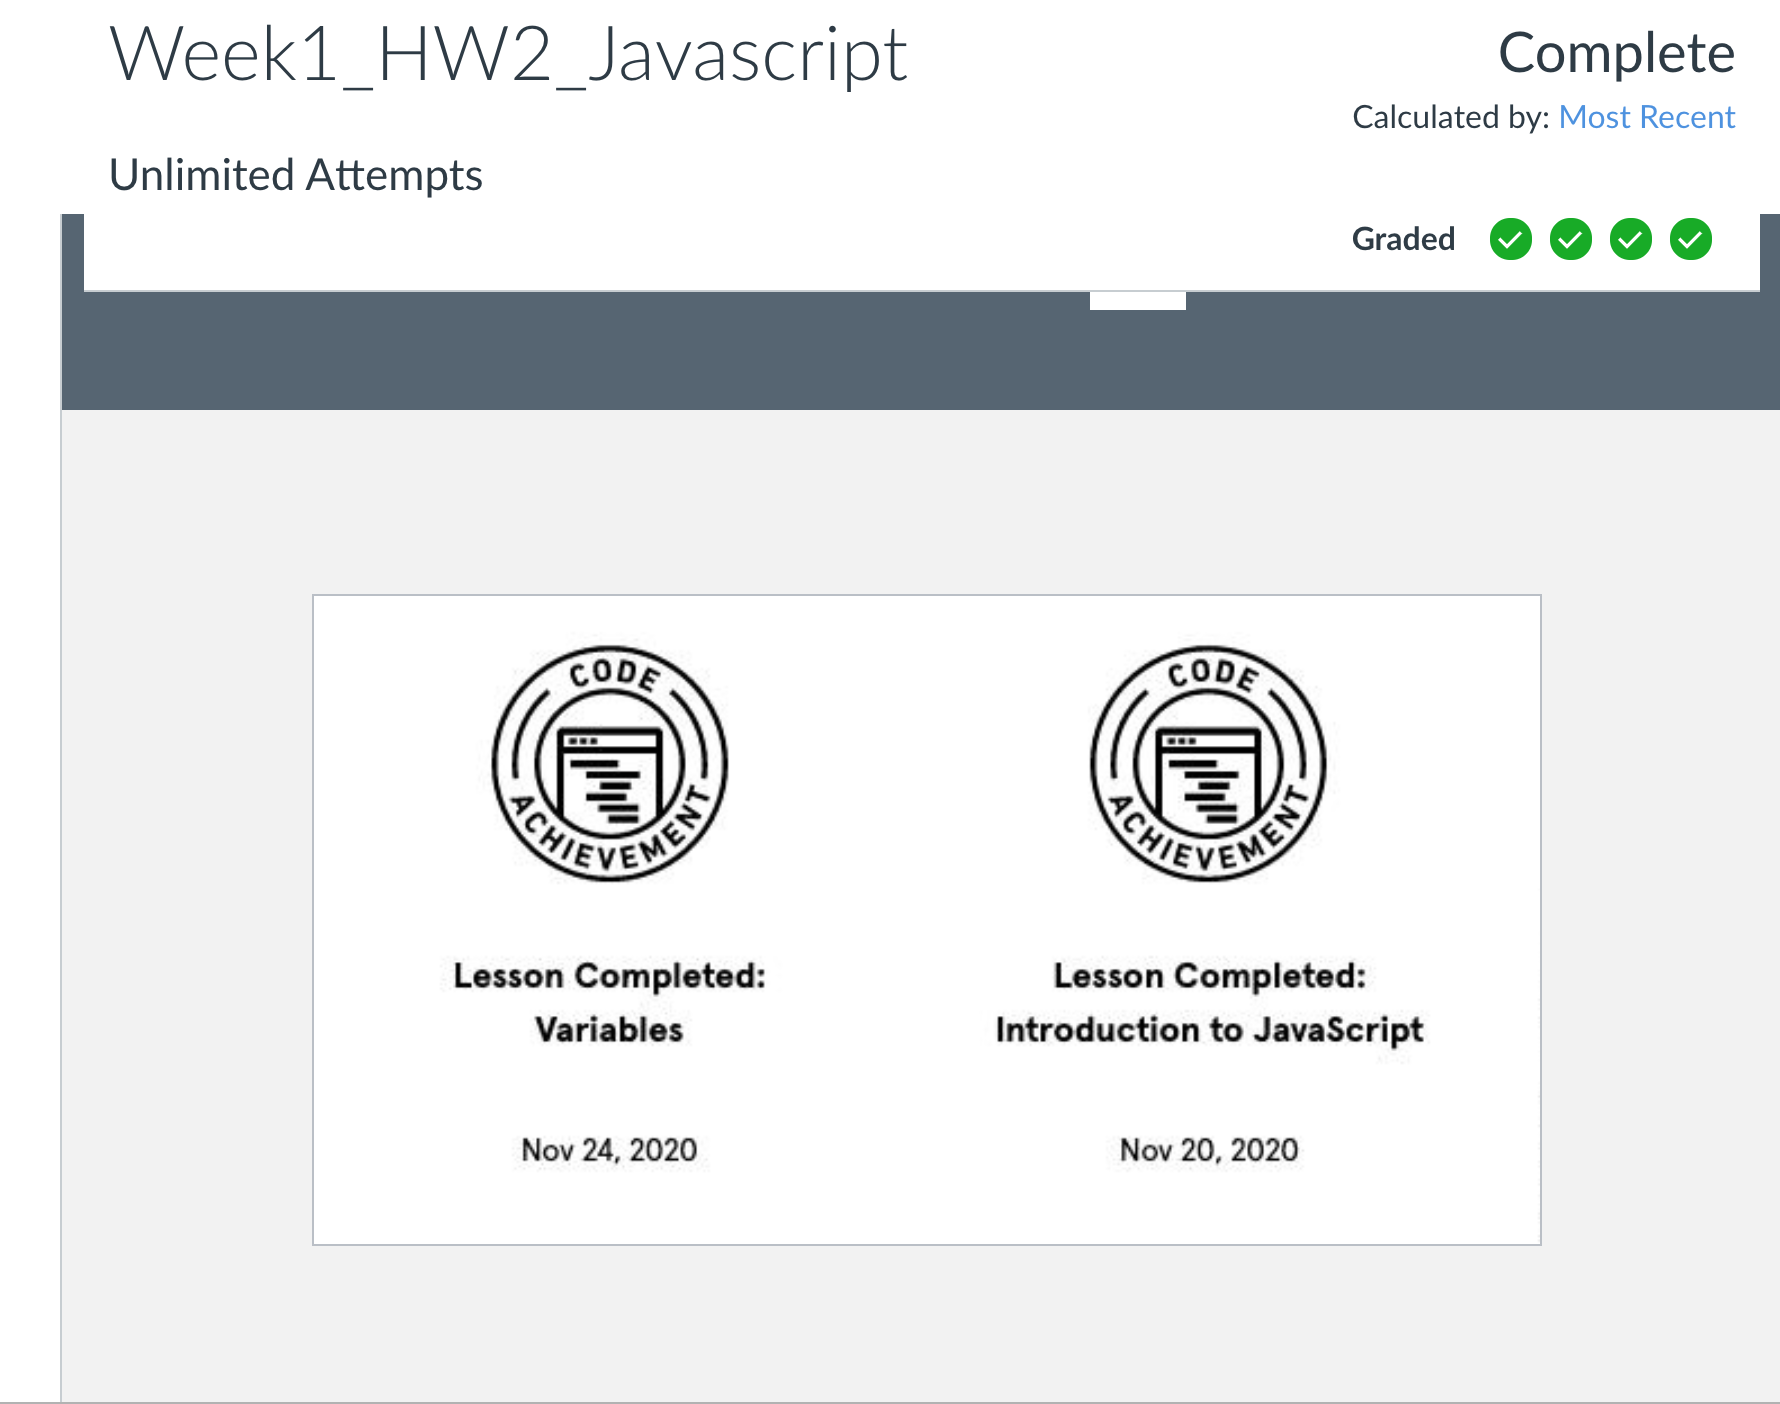 Week1_HW2_Javascript
Complete
Calculated by: Most Recent
Unlimited Attempts
Graded
CODE ACHIEVEMENT
Lesson Completed:
Variables
Nov 24, 2020
CODE ACHIEVEMENT
Lesson Completed:
Introduction to JavaScript
Nov 20, 2020